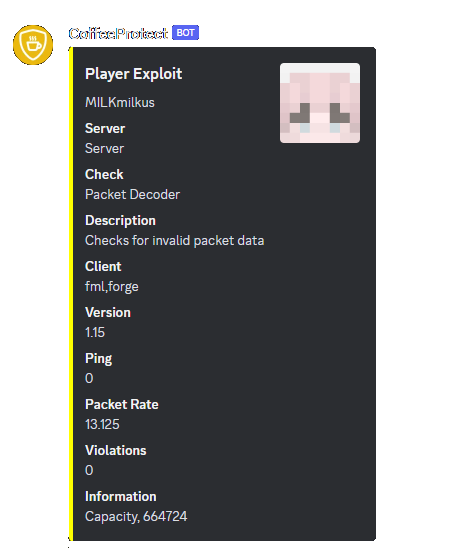 CoffeeProtect BOT
Player Exploit
MILKmilkus
Server
Server
Check
Packet Decoder
Description
Checks for invalid packet data
Client
fml,forge
Version
1.15
Ping
0
Packet Rate
13.125
Violations
0
Information
Capacity, 664724